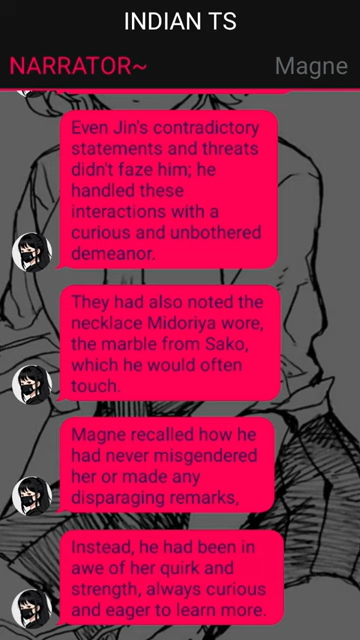 INDIAN TS
NARRATOR~ Magne
Even Jin's contradictory
statements and threats
didn't faze him; he
handled these
interactions with a
curious and unbothered
demeanor.
They had also noted the
necklace Midoriya wore,
the marble from Sako,
which he would often
touch.
Magne recalled how he
had never misgendered
her or made any
disparaging remarks,
Instead, he had been in
awe of her quirk and
strength, always curious
and eager to learn more.